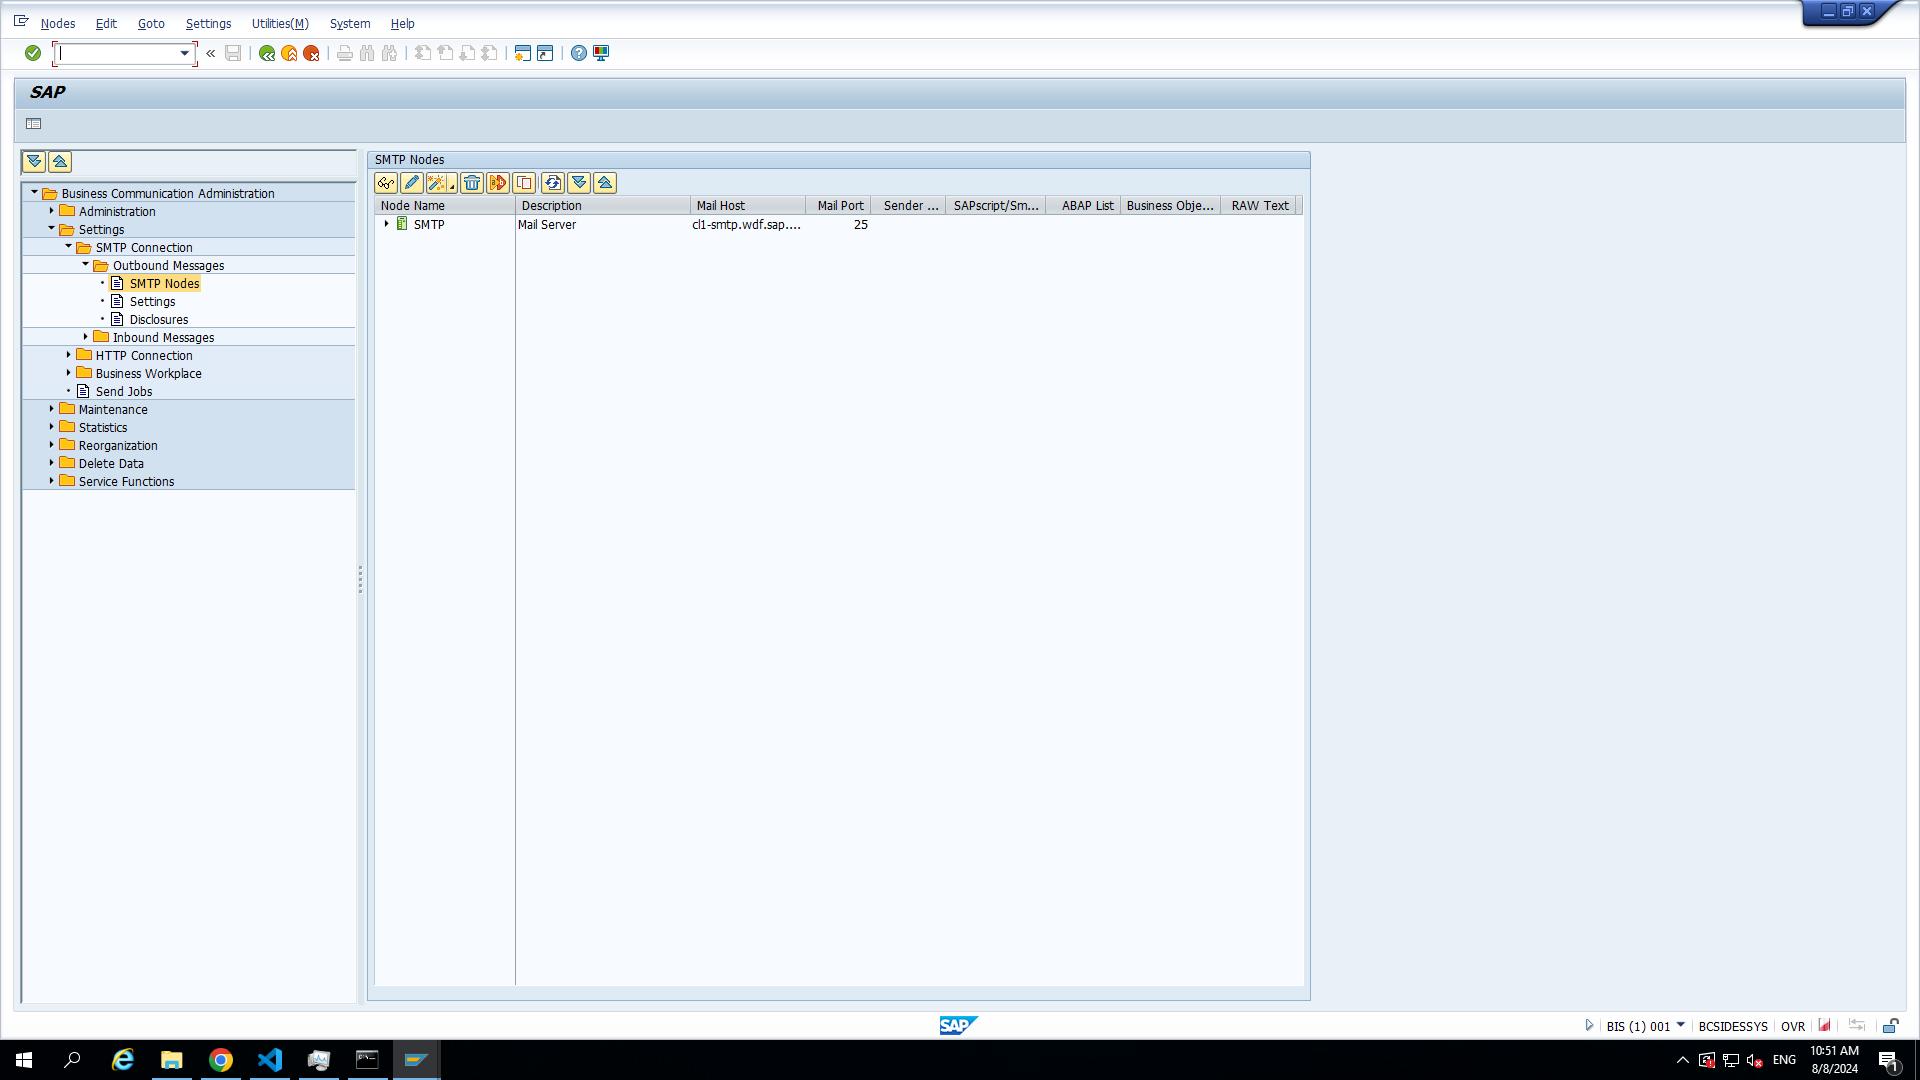 Nodes Edit Goto Settings Utilities(M) System Help
SAP
Business Communication Administration
Administration
Settings
SMTP Connection
Outbound Messages
SMTP Nodes
Settings
Disclosures
Inbound Messages
HTTP Connection
Business Workplace
Send Jobs
Maintenance
Statistics
Reorganization
Delete Data
Service Functions
SMTP Nodes
Node Name Description Mail Host Mail Port Sender ... SAPscript/Sm... ABAP List Business Obje... RAW Text
SMTP Mail Server cl1-smtp.wdf.sap.... 25
SAP
BIS (1) 001 BCSIDESSYS OVR
ENG
10:51 AM
8/8/2024
1